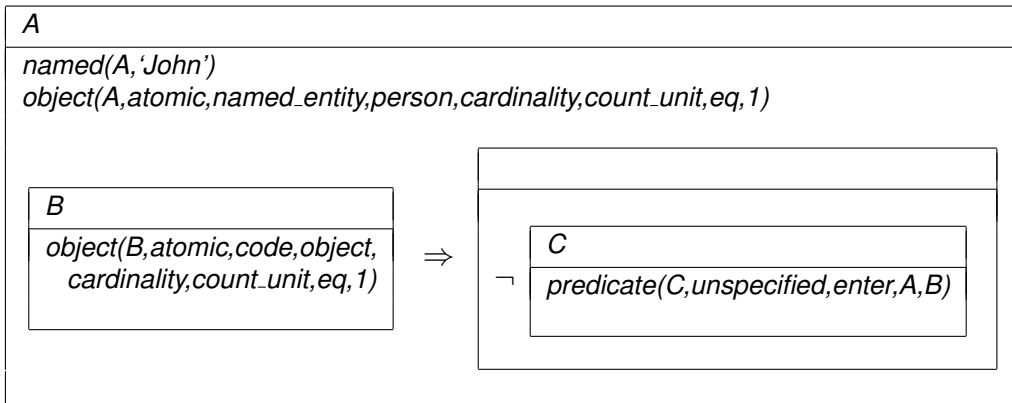 A
named(A,‘John’)
object(A,atomic,named_entity,person,cardinality,count_unit,eq,1)
B
object(B,atomic,code,object,
cardinality,count_unit,eq,1)
⇒
¬
C
predicate(C,unspecified,enter,A,B)